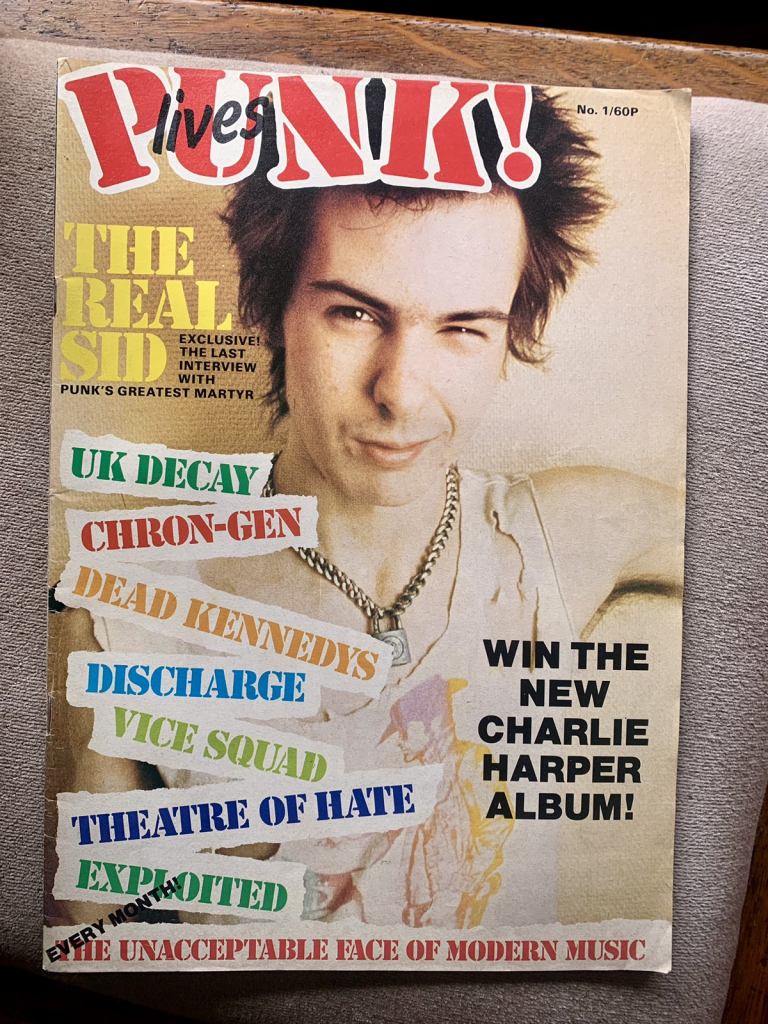 PUNK!
lives
No. 1/60P
THE
REAL
SID
EXCLUSIVE!
THE LAST
INTERVIEW
WITH
PUNK'S GREATEST MARTYR
UK DECAY
CHRON-GEN
DEAD KENNEDYS
DISCHARGE
VICE SQUAD
THEATRE OF HATE
EXPLOITED
WIN THE
NEW
CHARLIE
HARPER
ALBUM!
EVERY MONTH!
THE UNACCEPTABLE FACE OF MODERN MUSIC